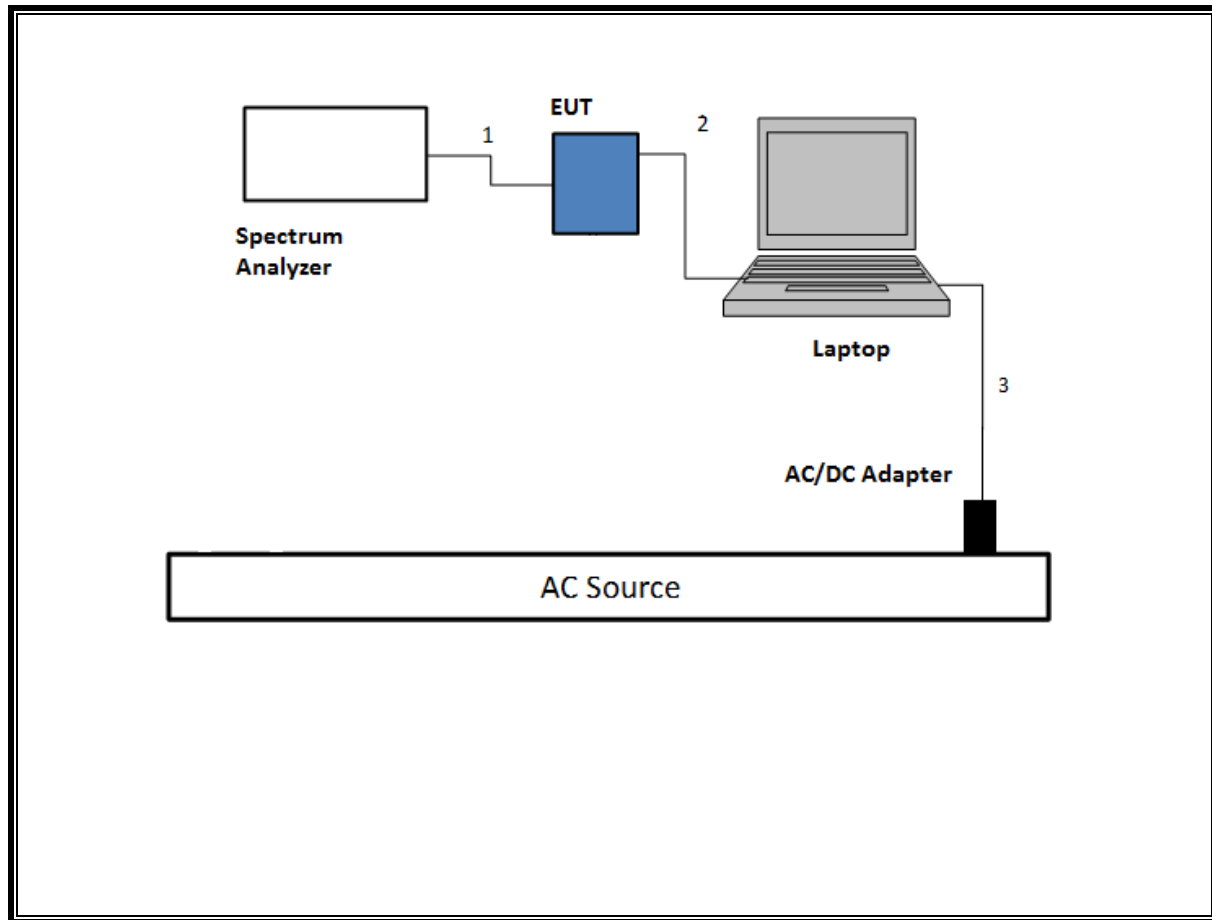 EUT
1
2
Spectrum
Analyzer
Laptop
3
AC/DC Adapter
AC Source